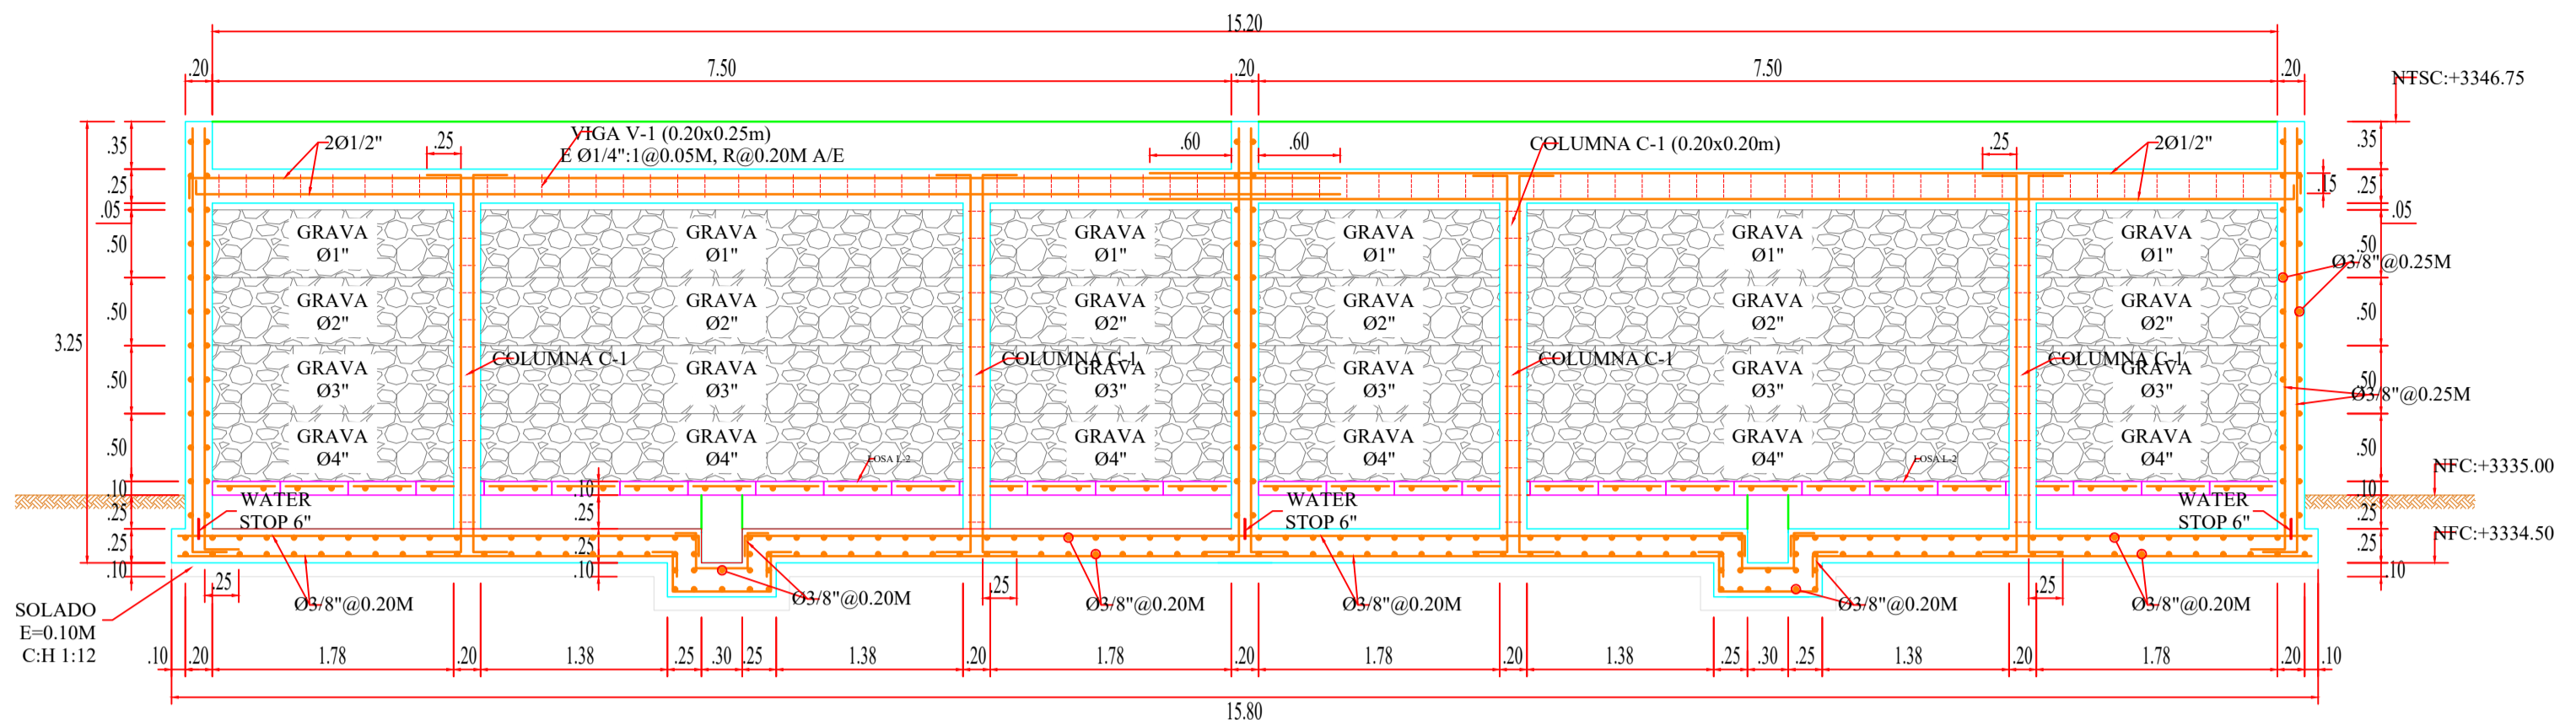 15.20
.20
7.50
.20
7.50
.20
NTSC:+3346.75
.35
2Ø1/2"
.25
VIGA V-1 (0.20x0.25m)
E Ø1/4":1@0.05M, R@0.20M A/E
.60
.60
COLUMNA C-1 (0.20x0.20m)
.25
2Ø1/2"
.35
.25
.15
.25
.05
.05
GRAVA
Ø1"
GRAVA
Ø1"
GRAVA
Ø1"
GRAVA
Ø1"
GRAVA
Ø1"
GRAVA
Ø1"
.50
.50
Ø3/8"@0.25M
GRAVA
Ø2"
GRAVA
Ø2"
GRAVA
Ø2"
GRAVA
Ø2"
GRAVA
Ø2"
GRAVA
Ø2"
.50
.50
3.25
COLUMNA C-1
COLUMNA C-1
COLUMNA C-1
COLUMNA C-1
GRAVA
Ø3"
GRAVA
Ø3"
GRAVA
Ø3"
GRAVA
Ø3"
GRAVA
Ø3"
GRAVA
Ø3"
.50
.50
Ø3/8"@0.25M
GRAVA
Ø4"
GRAVA
Ø4"
GRAVA
Ø4"
GRAVA
Ø4"
GRAVA
Ø4"
GRAVA
Ø4"
.50
.50
LOSA L-2
LOSA L-2
NFC:+3335.00
.10
.10
.10
WATER
STOP 6"
WATER
STOP 6"
WATER
STOP 6"
.25
.25
.25
NFC:+3334.50
.25
.25
.25
.10
.10
.10
.25
Ø3/8"@0.20M
Ø3/8"@0.20M
.25
Ø3/8"@0.20M
Ø3/8"@0.20M
Ø3/8"@0.20M
.25
Ø3/8"@0.20M
SOLADO
E=0.10M
C:H 1:12
.10
.20
1.78
.20
1.38
.25
.30
.25
1.38
.20
1.78
.20
1.78
.20
1.38
.25
.30
.25
1.38
.20
1.78
.20
.10
15.80